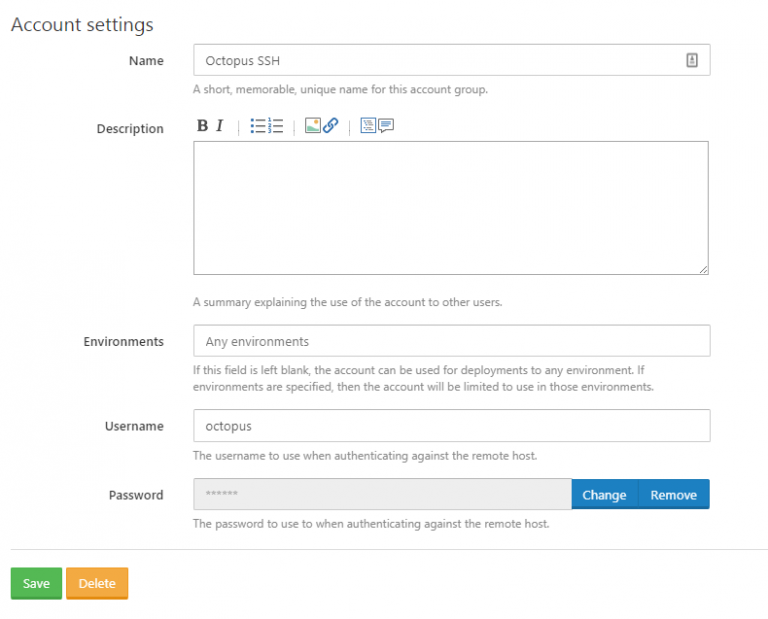 Account settings
Name
Octopus SSH
A short, memorable, unique name for this account group.
Description
B I
A summary explaining the use of the account to other users.
Environments
Any environments
If this field is left blank, the account can be used for deployments to any environment. If
environments are specified, then the account will be limited to use in those environments.
Username
octopus
The username to use when authenticating against the remote host.
Password
******
Change
Remove
The password to use to when authenticating against the remote host.
Save
Delete